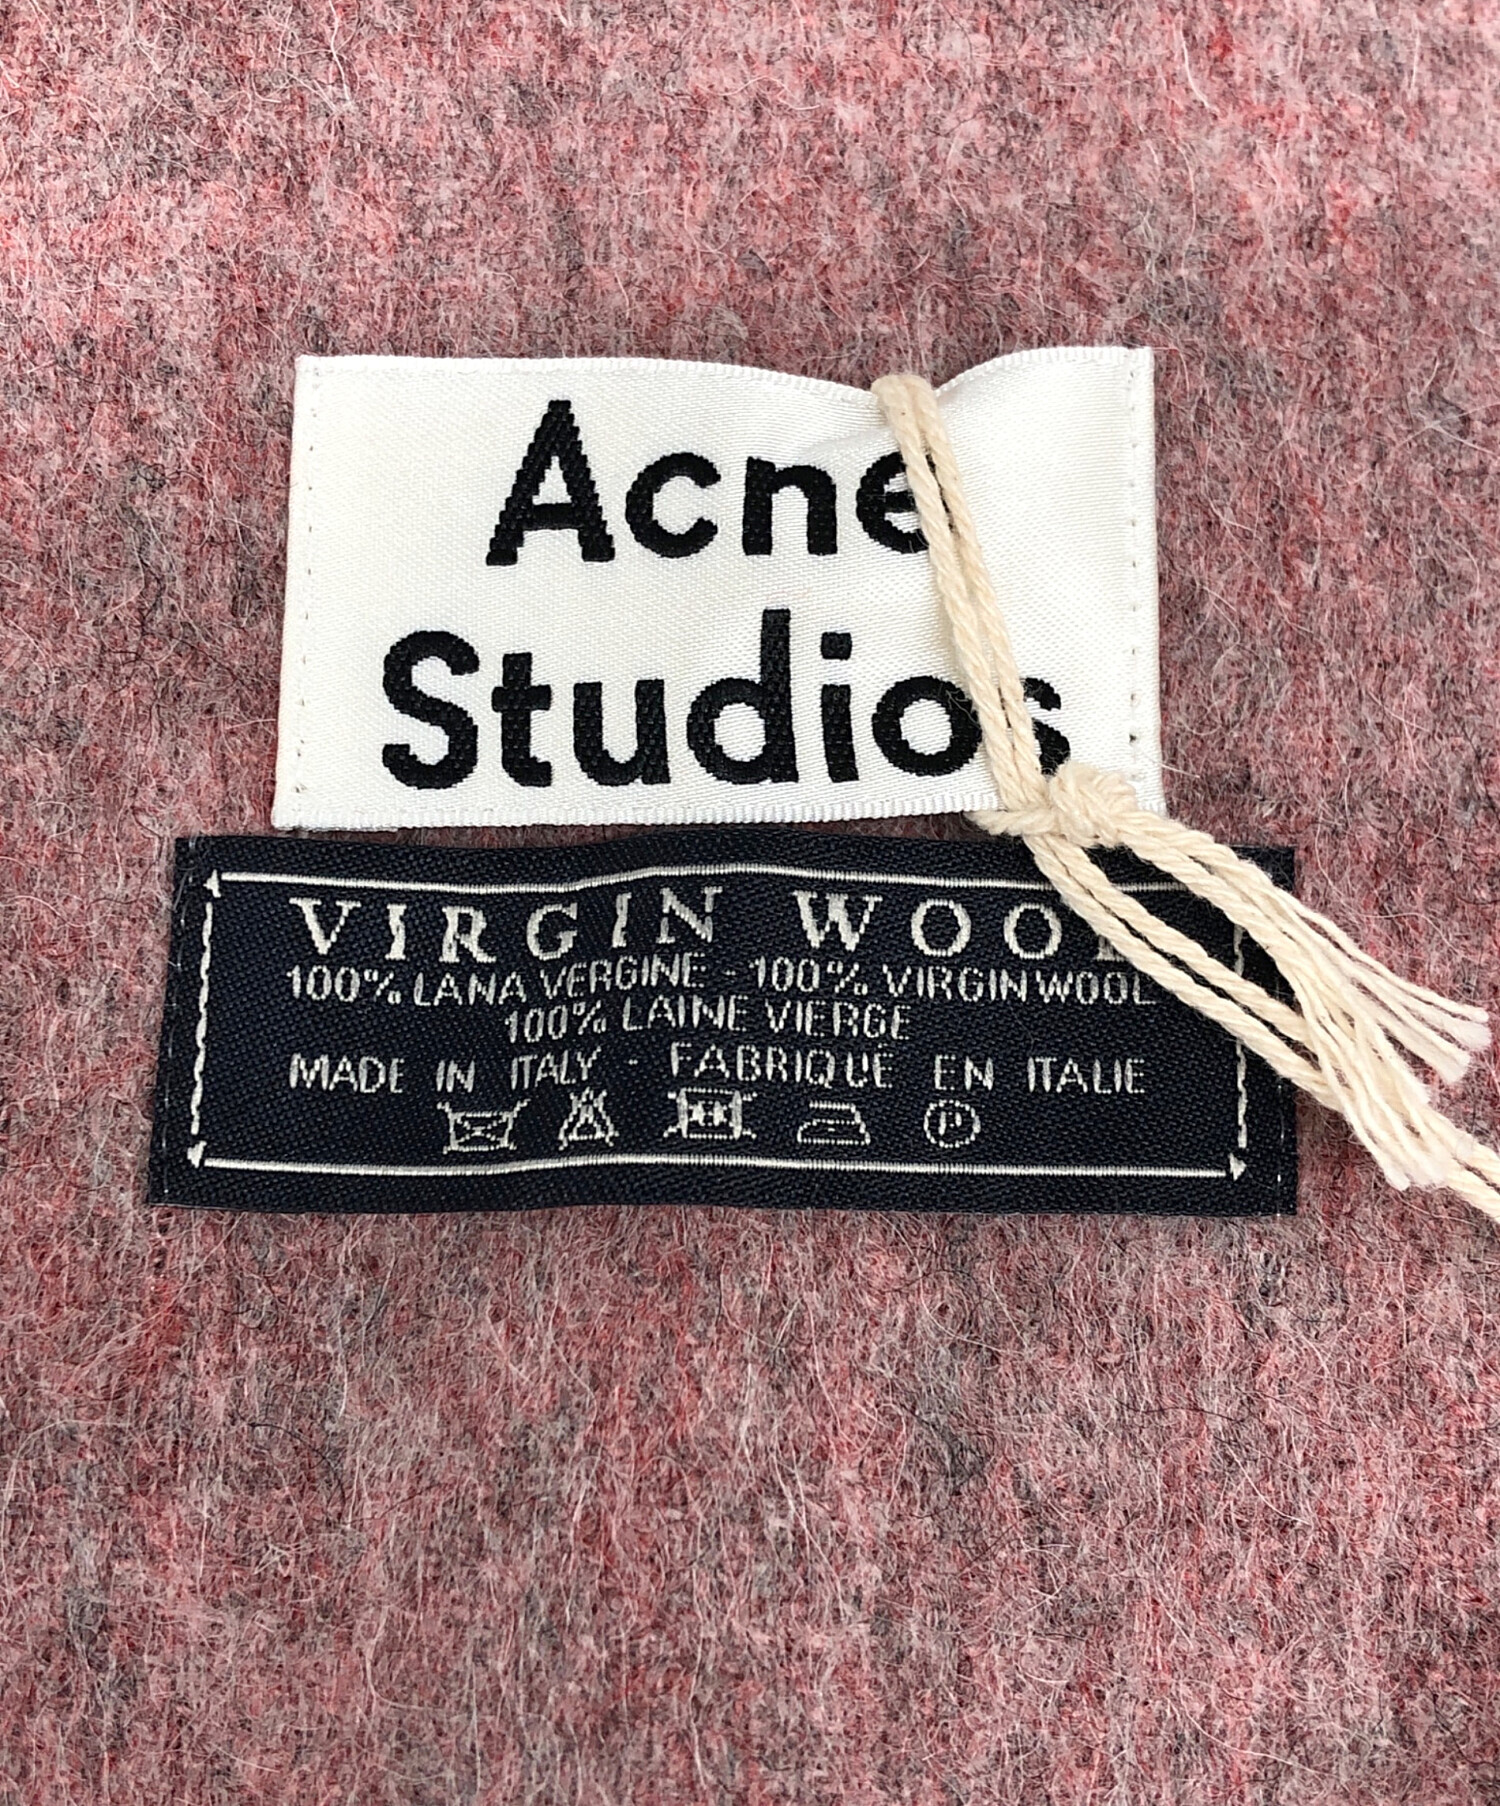 Acne
Studios
VIRGIN WOOL
100% LANA VERGINE - 100% VIRGIN WOOL
100% LAINE VIERGE
MADE IN ITALY - FABRIQUE EN ITALIE
P